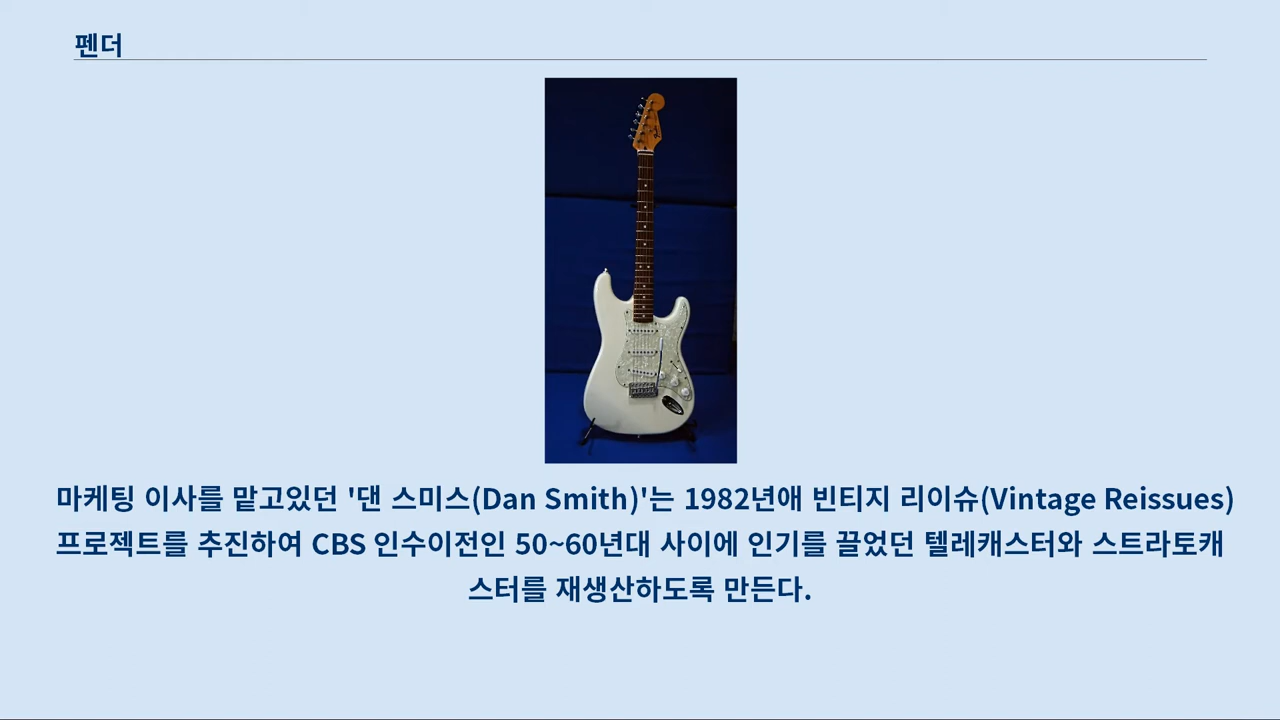 펜더
마케팅 이사를 맡고있던 '댄 스미스(Dan Smith)'는 1982년애 빈티지 리이슈(Vintage Reissues)
프로젝트를 추진하여 CBS 인수이전인 50~60년대 사이에 인기를 끌었던 텔레캐스터와 스트라토캐
스터를 재생산하도록 만든다.